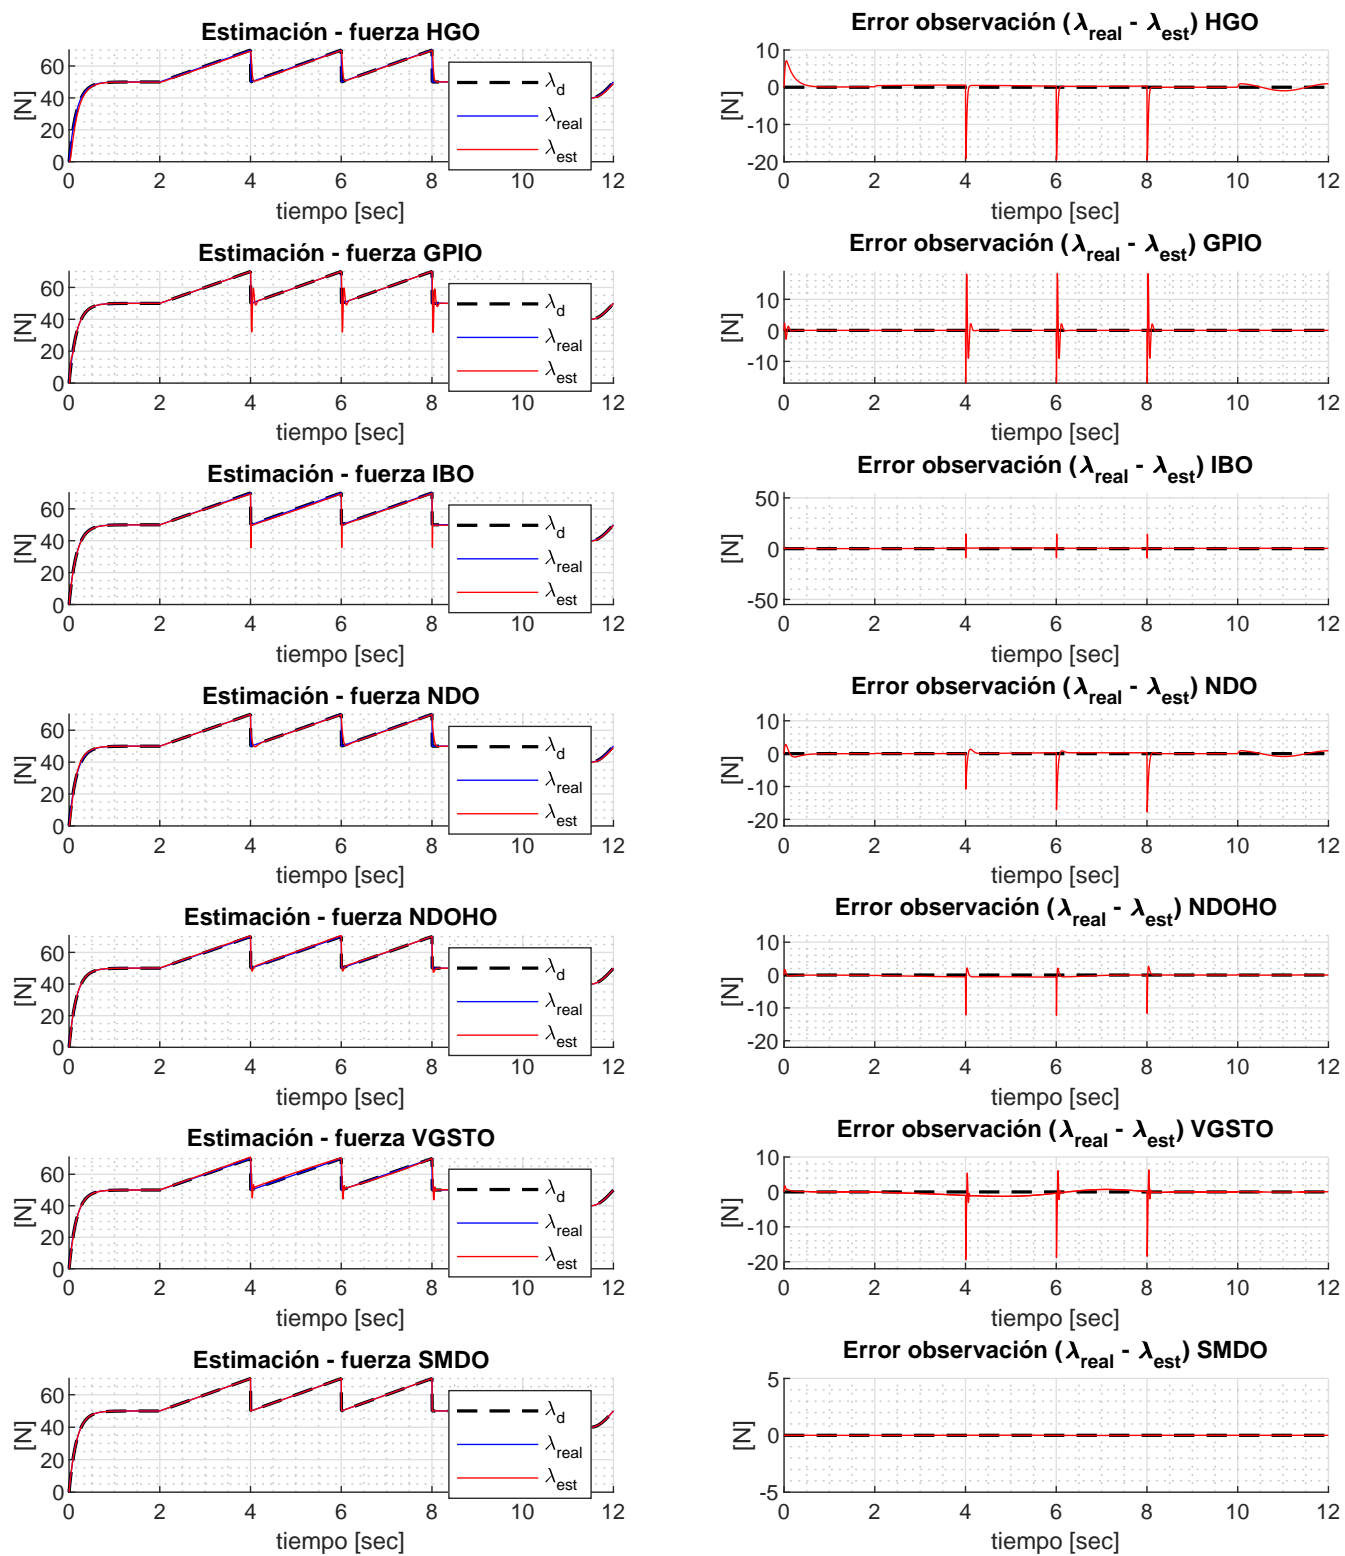 Estimación - fuerza HGO
60
40
20
0
[N]
λd
λreal
λest
0 2 4 6 8 10 12
tiempo [sec]
Error observación (λreal - λest) HGO
10
0
-10
-20
[N]
0 2 4 6 8 10 12
tiempo [sec]
Estimación - fuerza GPIO
60
40
20
0
[N]
λd
λreal
λest
0 2 4 6 8 10 12
tiempo [sec]
Error observación (λreal - λest) GPIO
10
0
-10
[N]
0 2 4 6 8 10 12
tiempo [sec]
Estimación - fuerza IBO
60
40
20
0
[N]
λd
λreal
λest
0 2 4 6 8 10 12
tiempo [sec]
Error observación (λreal - λest) IBO
50
0
-50
[N]
0 2 4 6 8 10 12
tiempo [sec]
Estimación - fuerza NDO
60
40
20
0
[N]
λd
λreal
λest
0 2 4 6 8 10 12
tiempo [sec]
Error observación (λreal - λest) NDO
10
0
-10
-20
[N]
0 2 4 6 8 10 12
tiempo [sec]
Estimación - fuerza NDOHO
60
40
20
0
[N]
λd
λreal
λest
0 2 4 6 8 10 12
tiempo [sec]
Error observación (λreal - λest) NDOHO
10
0
-10
-20
[N]
0 2 4 6 8 10 12
tiempo [sec]
Estimación - fuerza VGSTO
60
40
20
0
[N]
λd
λreal
λest
0 2 4 6 8 10 12
tiempo [sec]
Error observación (λreal - λest) VGSTO
10
0
-10
-20
[N]
0 2 4 6 8 10 12
tiempo [sec]
Estimación - fuerza SMDO
60
40
20
0
[N]
λd
λreal
λest
0 2 4 6 8 10 12
tiempo [sec]
Error observación (λreal - λest) SMDO
5
0
-5
[N]
0 2 4 6 8 10 12
tiempo [sec]